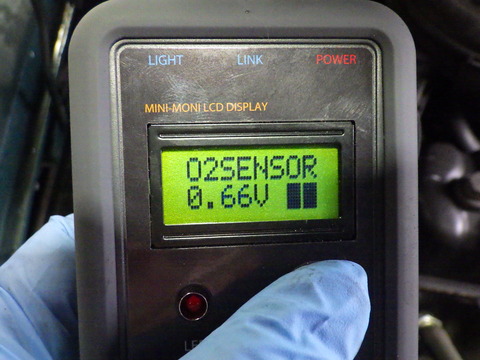 LIGHT LINK POWER
MINI-MONI LCD DISPLAY
O2SENSOR
0.66V